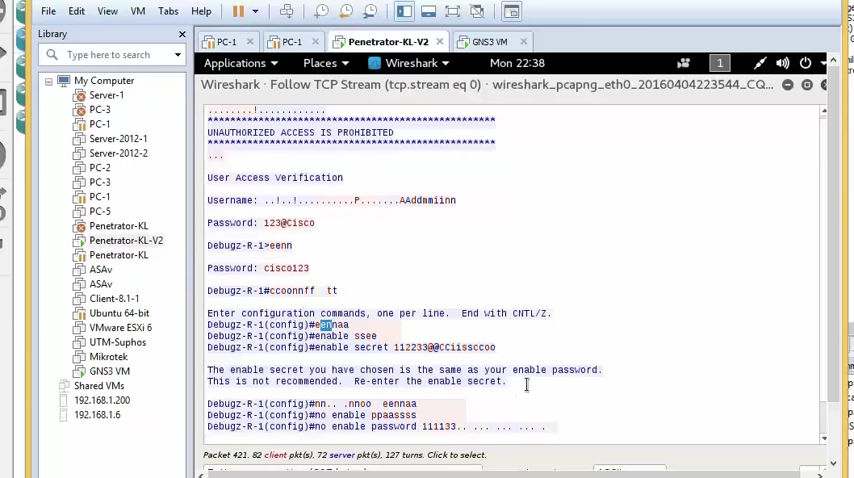 File Edit View VM Tabs Help
Library
Type here to search
My Computer
Server-1
PC-3
PC-1
Server-2012-1
Server-2012-2
PC-2
PC-3
PC-1
PC-5
Penetrator-KL
Penetrator-KL-V2
Penetrator-KL
ASAv
ASAv
Client-8.1-1
Ubuntu 64-bit
VMware ESXi 6
VMmaster
Mikrotek
GNS3 VM
Shared VMs
192.168.1.200
192.168.1.6
PC-1
PC-1
Penetrator-KL-V2
GNS3 VM
Applications Places Wireshark Mon 22:38 1
Wireshark · Follow TCP Stream (tcp.stream eq 0) · wireshark_pcapng_eth0_20160404223544_CQ...
........!............
**************************************************
UNAUTHORIZED ACCESS IS PROHIBITED
**************************************************
...
User Access Verification
Username: ..!..!..........P.......AAddmmiinn
Password: 123@Cisco
Debugz-R-1>eenn
Password: cisco123
Debugz-R-1#ccoonnff tt
Enter configuration commands, one per line. End with CNTL/Z.
Debugz-R-1(config)#eennaa
Debugz-R-1(config)#enable ssee
Debugz-R-1(config)#enable secret 112233@@CCiissccoo
The enable secret you have chosen is the same as your enable password.
This is not recommended. Re-enter the enable secret.
Debugz-R-1(config)#nn.. .nnoo eennaa
Debugz-R-1(config)#no enable ppaassss
Debugz-R-1(config)#no enable password 111133.. ... ... ... .
Packet 421. 82 client pkt(s), 72 server pkt(s), 127 turns. Click to select.